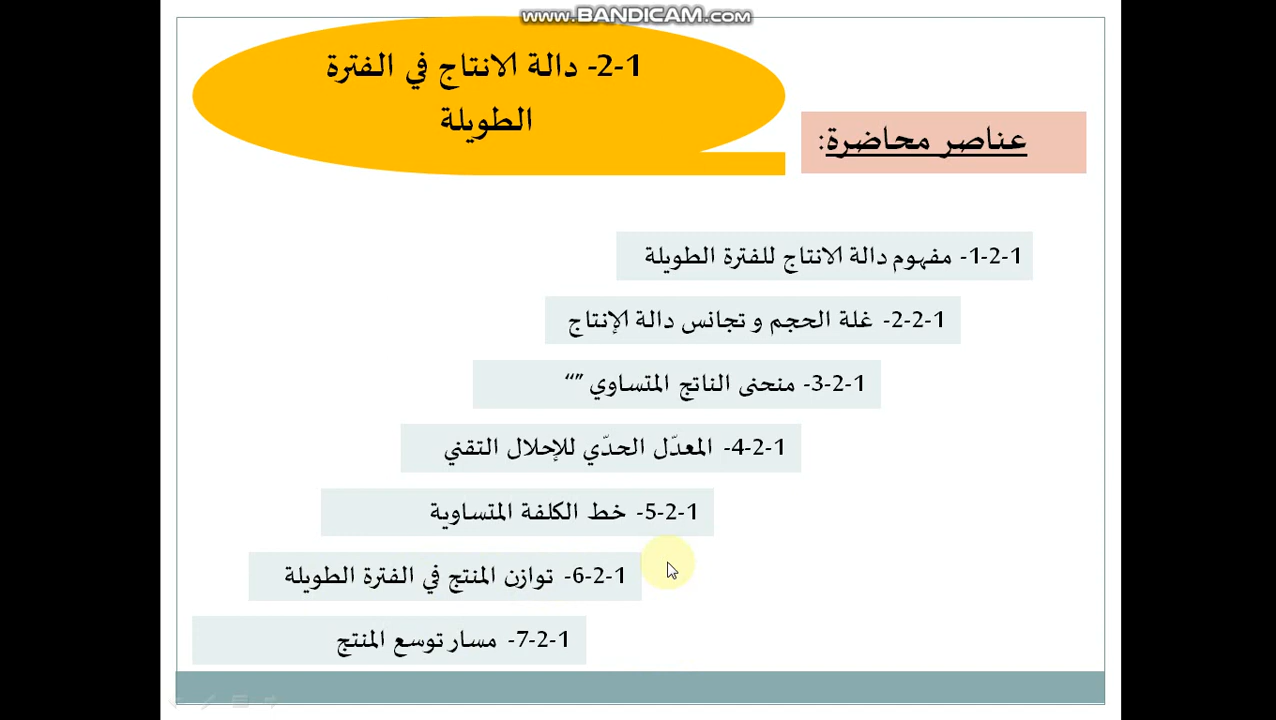 www.BANDICAM.com
1-2- دالة الانتاج في الفترة
الطويلة
عناصر محاضرة:
1-2-1- مفهوم دالة الانتاج للفترة الطويلة
1-2-2- غلة الحجم و تجانس دالة الإنتاج
1-2-3- منحنى الناتج المتساوي ”“
1-2-4- المعدّل الحدّي للإحلال التقني
1-2-5- خط الكلفة المتساوية
1-2-6- توازن المنتج في الفترة الطويلة
1-2-7- مسار توسع المنتج